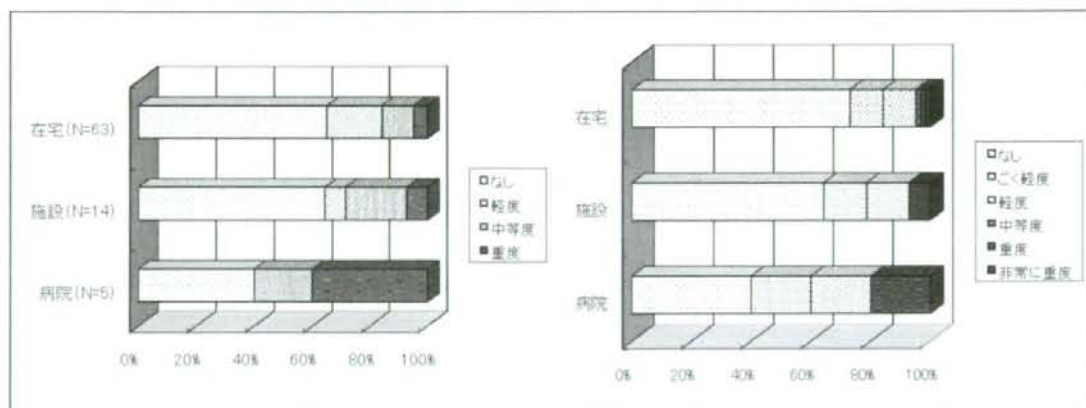 在宅(N=63)
施設(N=14)
病院(N=5)
0% 20% 40% 60% 80% 100%
なし
軽度
中等度
重度
在宅
施設
病院
0% 20% 40% 60% 80% 100%
なし
ごく軽度
軽度
中等度
重度
非常に重度